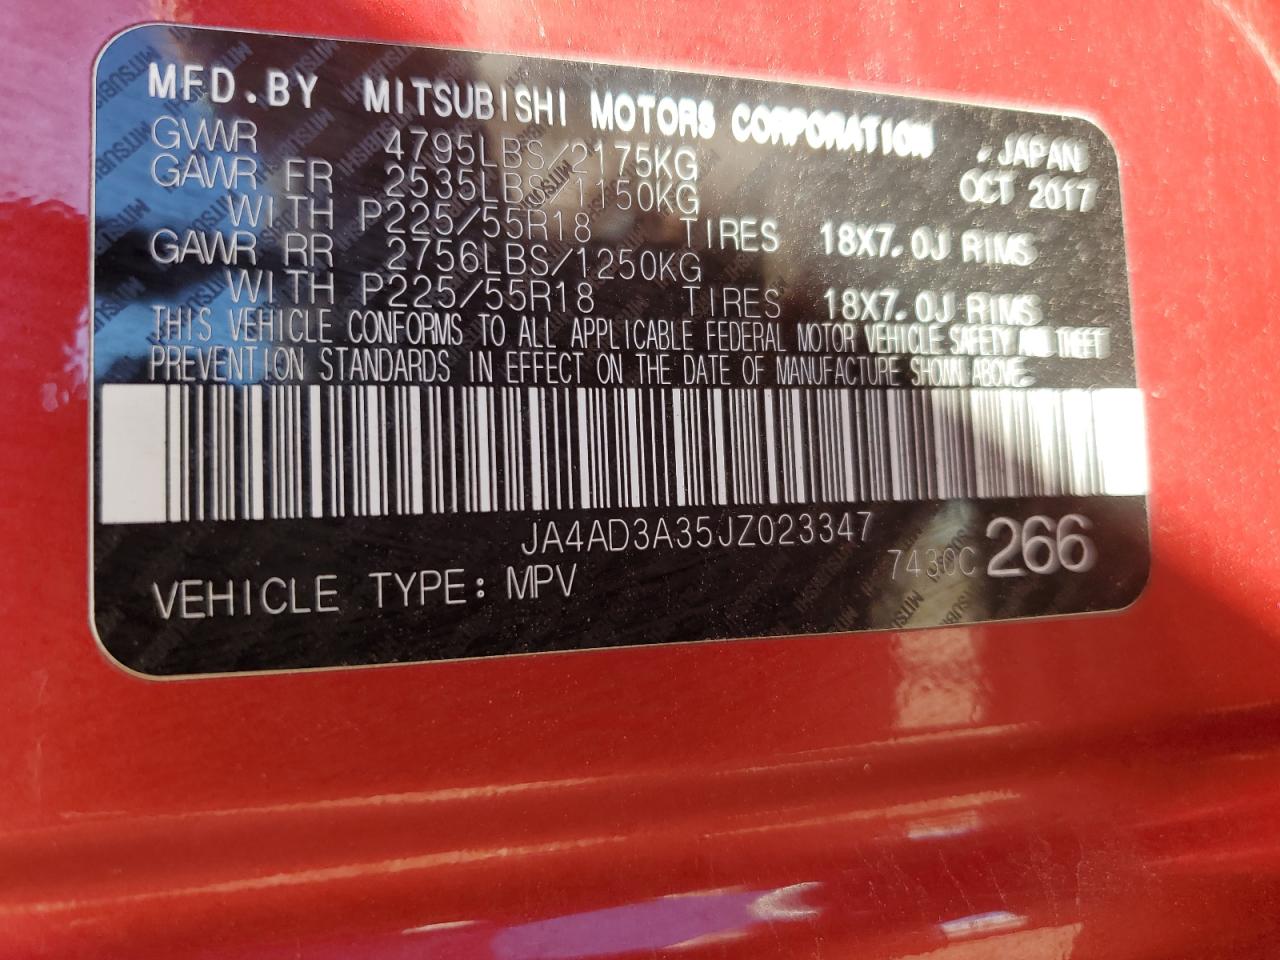 MFD.BY MITSUBISHI MOTORS CORPORATION JAPAN
GVWR 4795LBS/2175KG OCT 2017
GAWR FR 2535LBS/1150KG
WITH P225/55R18 TIRES 18X7.0J RIMS
GAWR RR 2756LBS/1250KG
WITH P225/55R18 TIRES 18X7.0J RIMS
THIS VEHICLE CONFORMS TO ALL APPLICABLE FEDERAL MOTOR VEHICLE SAFETY AND THEFT
PREVENTION STANDARDS IN EFFECT ON THE DATE OF MANUFACTURE SHOWN ABOVE.
JA4AD3A35JZ023347
7430C 266
VEHICLE TYPE: MPV